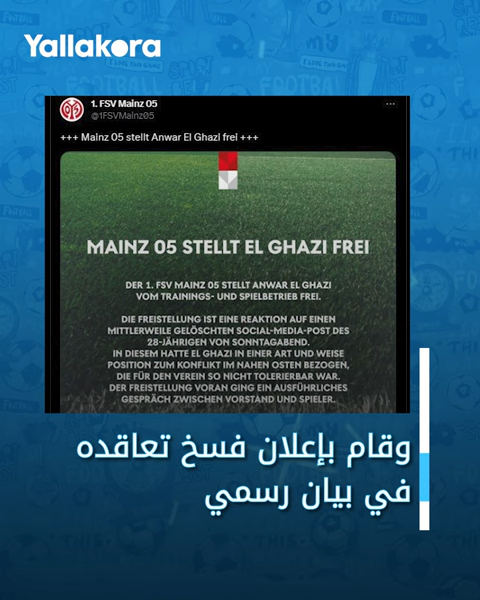 Yallakora
1. FSV Mainz 05
@1FSVMainz05
+++ Mainz 05 stellt Anwar El Ghazi frei +++
MAINZ 05 STELLT EL GHAZI FREI
DER 1. FSV MAINZ 05 STELLT ANWAR EL GHAZI
VOM TRAININGS- UND SPIELBETRIEB FREI.
DIE FREISTELLUNG IST EINE REAKTION AUF EINEN
MITTLERWEILE GELÖSCHTEN SOCIAL-MEDIA-POST DES
28-JÄHRIGEN VON SONNTAGABEND.
IN DIESEM HATTE EL GHAZI IN EINER ART UND WEISE
POSITION ZUM KONFLIKT IM NAHEN OSTEN BEZOGEN,
DIE FÜR DEN VEREIN SO NICHT TOLERIERBAR WAR.
DER FREISTELLUNG VORAN GING EIN AUSFÜHRLICHES
GESPRÄCH ZWISCHEN VORSTAND UND SPIELER.
وقام بإعلان فسخ تعاقده
في بيان رسمي